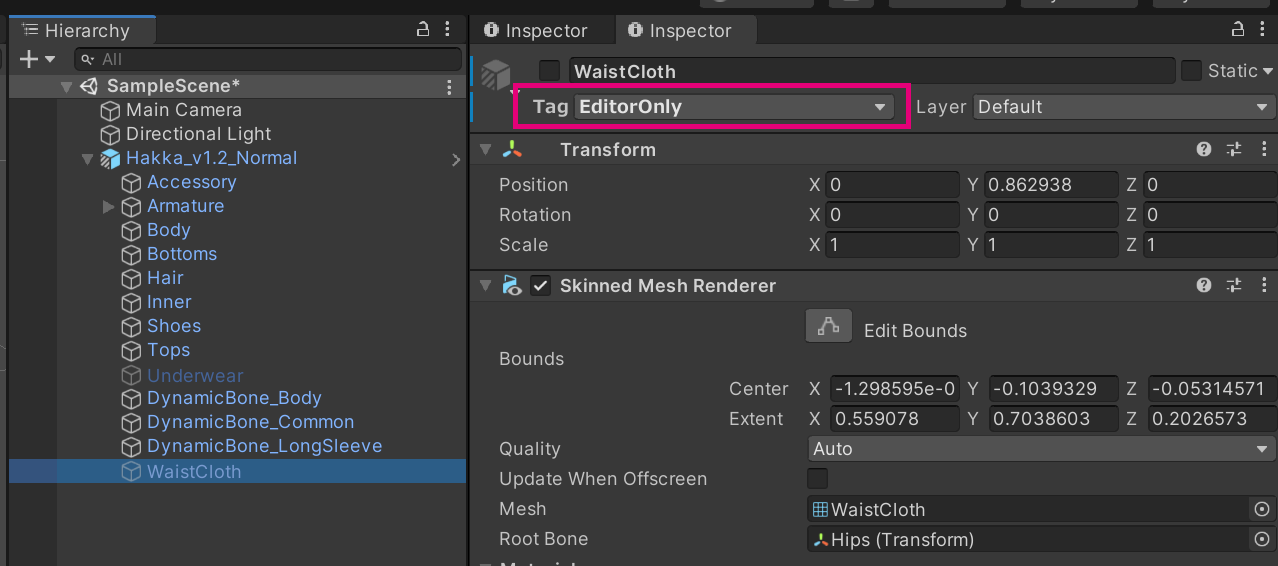 Hierarchy
All
SampleScene*
Main Camera
Directional Light
Hakka_v1.2_Normal
Accessory
Armature
Body
Bottoms
Hair
Inner
Shoes
Tops
Underwear
DynamicBone_Body
DynamicBone_Common
DynamicBone_LongSleeve
WaistCloth
Inspector Inspector
WaistCloth Static
Tag EditorOnly Layer Default
Transform
Position X 0 Y 0.862938 Z 0
Rotation X 0 Y 0 Z 0
Scale X 1 Y 1 Z 1
Skinned Mesh Renderer
Edit Bounds
Bounds
Center X -1.298595e-0 Y -0.1039329 Z -0.05314571
Extent X 0.559078 Y 0.7038603 Z 0.2026573
Quality Auto
Update When Offscreen
Mesh WaistCloth
Root Bone Hips (Transform)